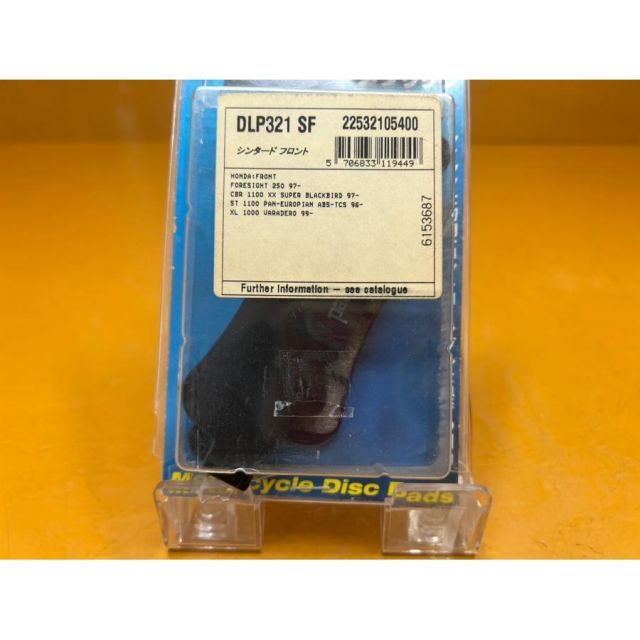 DLP321 SF 22532105400
シンタード フロント
5 706833 119449
HONDA:FRONT
FORESIGHT 250 97-
CBR 1100 XX SUPER BLACKBIRD 97-
ST 1100 PAN-EUROPIAN ABS-TCS 96-
XL 1000 VARADERO 99-
6153687
Further information – see catalogue
Disc Pads